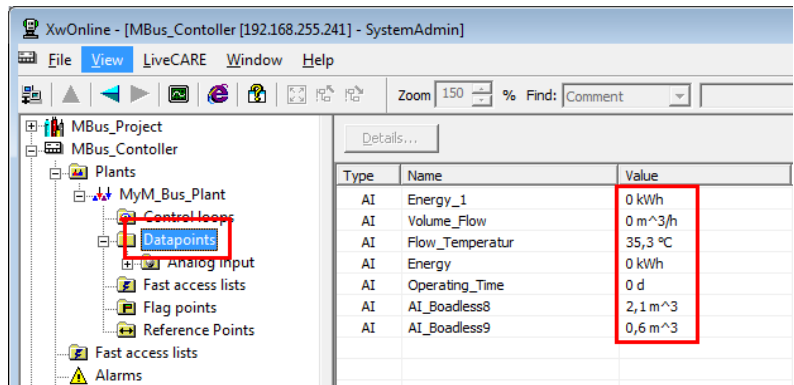 XwOnline - [MBus_Contoller [192.168.255.241] - SystemAdmin]
File View LiveCARE Window Help
Zoom 150 % Find: Comment
MBus_Project
MBus_Contoller
Plants
MyM_Bus_Plant
Control loops
Datapoints
Analog input
Fast access lists
Flag points
Reference Points
Fast access lists
Alarms
Details...
Type Name Value
AI Energy_1 0 kWh
AI Volume_Flow 0 m^3/h
AI Flow_Temperatur 35,3 ºC
AI Energy 0 kWh
AI Operating_Time 0 d
AI AI_Boadless8 2,1 m^3
AI AI_Boadless9 0,6 m^3